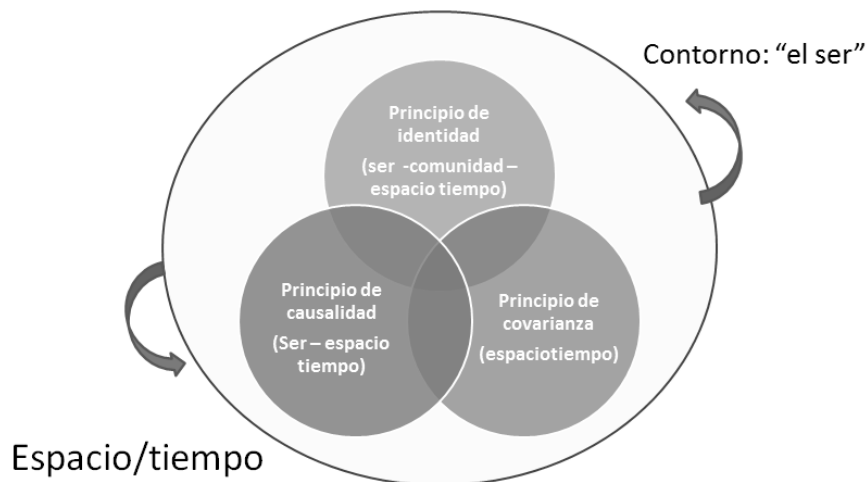 Contorno: “el ser”
Principio de
identidad
(ser -comunidad –
espacio tiempo)
Principio de
causalidad
(Ser – espacio
tiempo)
Principio de
covarianza
(espaciotiempo)
Espacio/tiempo